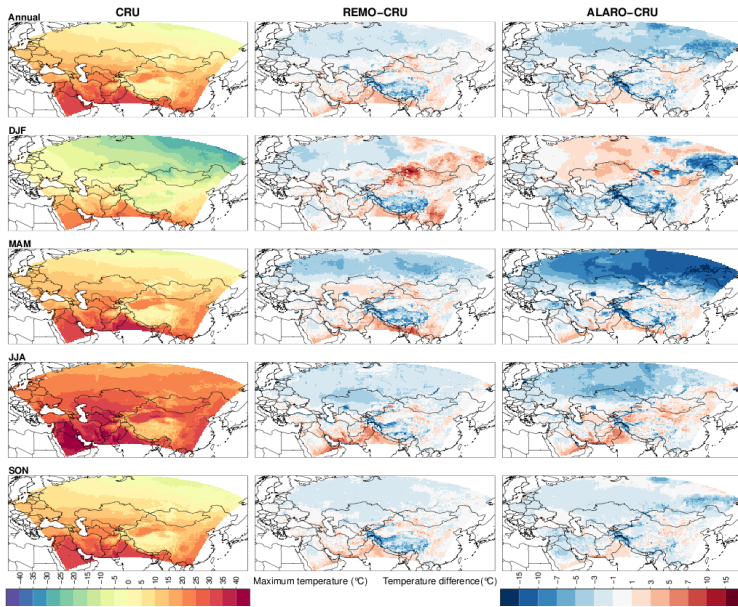 Annual
CRU
REMO−CRU
ALARO−CRU
DJF
MAM
JJA
SON
Maximum temperature (°C)
Temperature difference(°C)
−40 −35 −30 −25 −20 −15 −10 −5 0 5 10 15 20 25 30 35 40
−15 −10 −7 −5 −3 −1 1 3 5 7 10 15